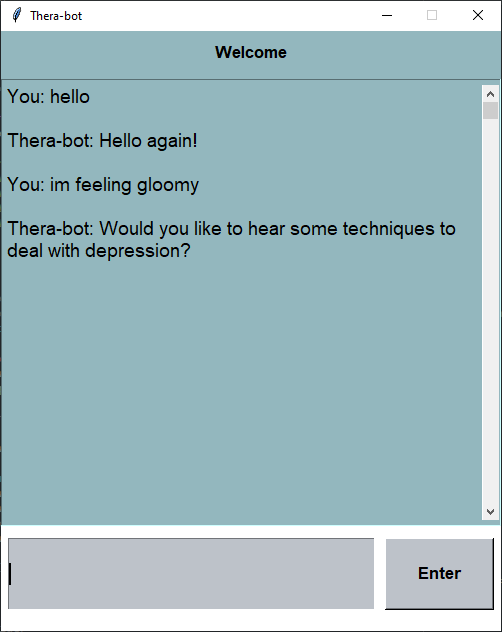 Thera-bot
Welcome
You: hello
Thera-bot: Hello again!
You: im feeling gloomy
Thera-bot: Would you like to hear some techniques to
deal with depression?
Enter